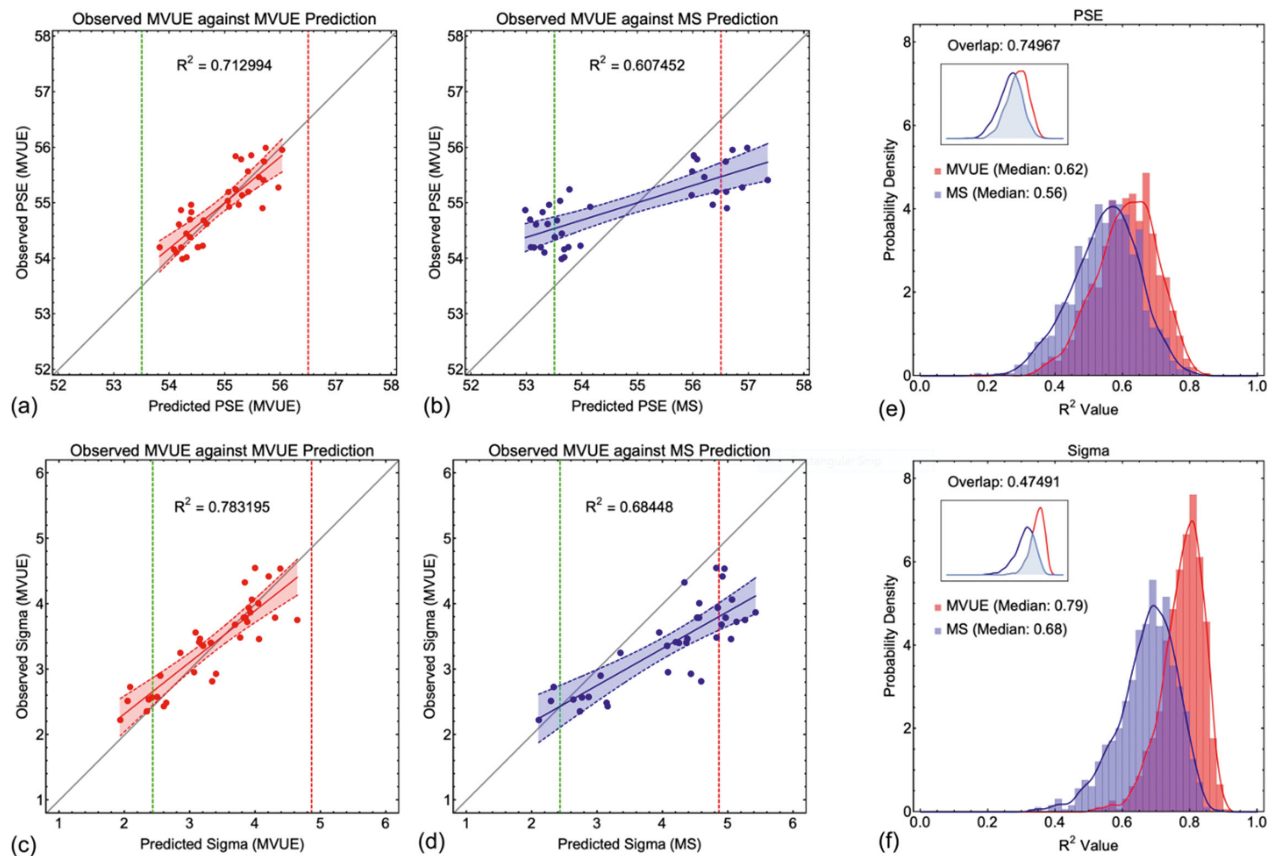 Observed MVUE against MVUE Prediction
58
57
56
55
54
53
52
R² = 0.712994
Observed PSE (MVUE)
52 53 54 55 56 57 58
Predicted PSE (MVUE)
(a)
Observed MVUE against MS Prediction
58
57
56
55
54
53
52
R² = 0.607452
Observed PSE (MVUE)
52 53 54 55 56 57 58
Predicted PSE (MS)
(b)
PSE
8
6
4
2
0
Overlap: 0.74967
MVUE (Median: 0.62)
MS (Median: 0.56)
Probability Density
0.0 0.2 0.4 0.6 0.8 1.0
R² Value
(e)
Observed MVUE against MVUE Prediction
6
5
4
3
2
1
R² = 0.783195
Observed Sigma (MVUE)
1 2 3 4 5 6
Predicted Sigma (MVUE)
(c)
Observed MVUE against MS Prediction
6
5
4
3
2
1
R² = 0.68448
Observed Sigma (MVUE)
1 2 3 4 5 6
Predicted Sigma (MS)
(d)
Sigma
8
6
4
2
0
Overlap: 0.47491
MVUE (Median: 0.79)
MS (Median: 0.68)
Probability Density
0.0 0.2 0.4 0.6 0.8 1.0
R² Value
(f)